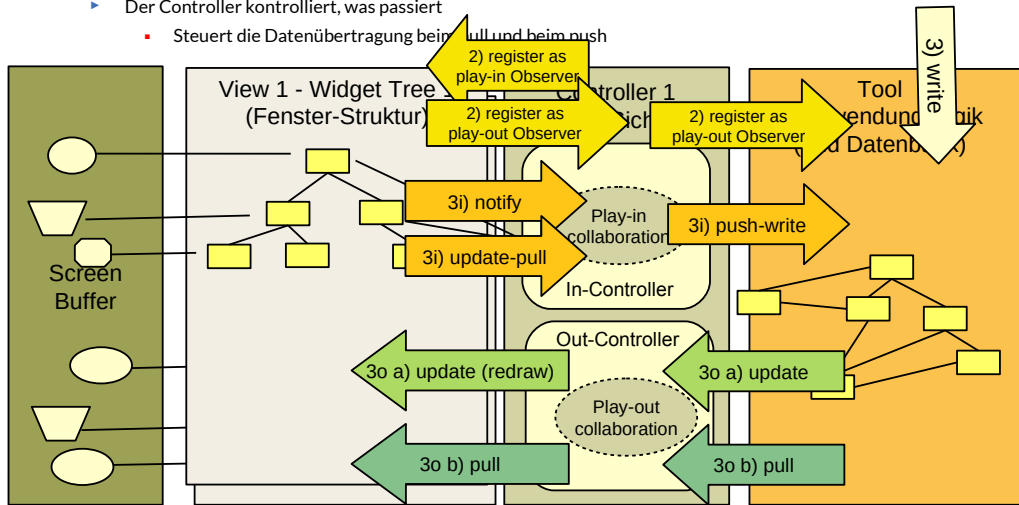 Der Controller kontrolliert, was passiert
Steuert die Datenübertragung beim pull und beim push
2) register as
play-in Observer
3) write
View 1 - Widget Tree
(Fenster-Struktur)
Controller 1
Tool
2) register as
play-out Observer
2) register as
play-out Observer
3i) notify
Play-in
collaboration
3i) push-write
3i) update-pull
In-Controller
Screen
Buffer
Out-Controller
3o a) update (redraw)
3o a) update
Play-out
collaboration
3o b) pull
3o b) pull